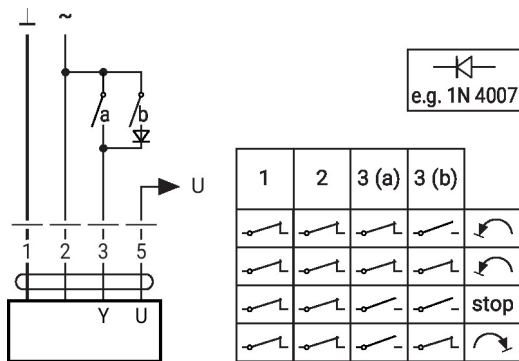 ⊥ ~
a b
e.g. 1N 4007
U
1 2 3 5
Y U
1 2 3 (a) 3 (b)
stop